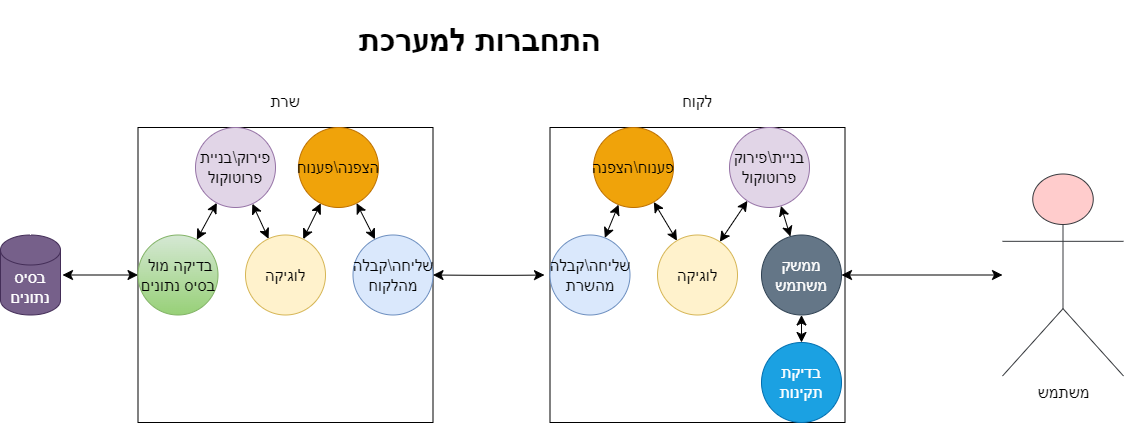 התחברות למערכת
לקוח
שרת
בניית\פירוק
פרוטוקול
פענוח\הצפנה
הצפנה\פענוח
פירוק\בניית
פרוטוקול
ממשק
משתמש
לוגיקה
שליחה\קבלה
מהשרת
שליחה\קבלה
מהלקוח
לוגיקה
בדיקה מול
בסיס נתונים
בסיס
נתונים
בדיקת
תקינות
משתמש